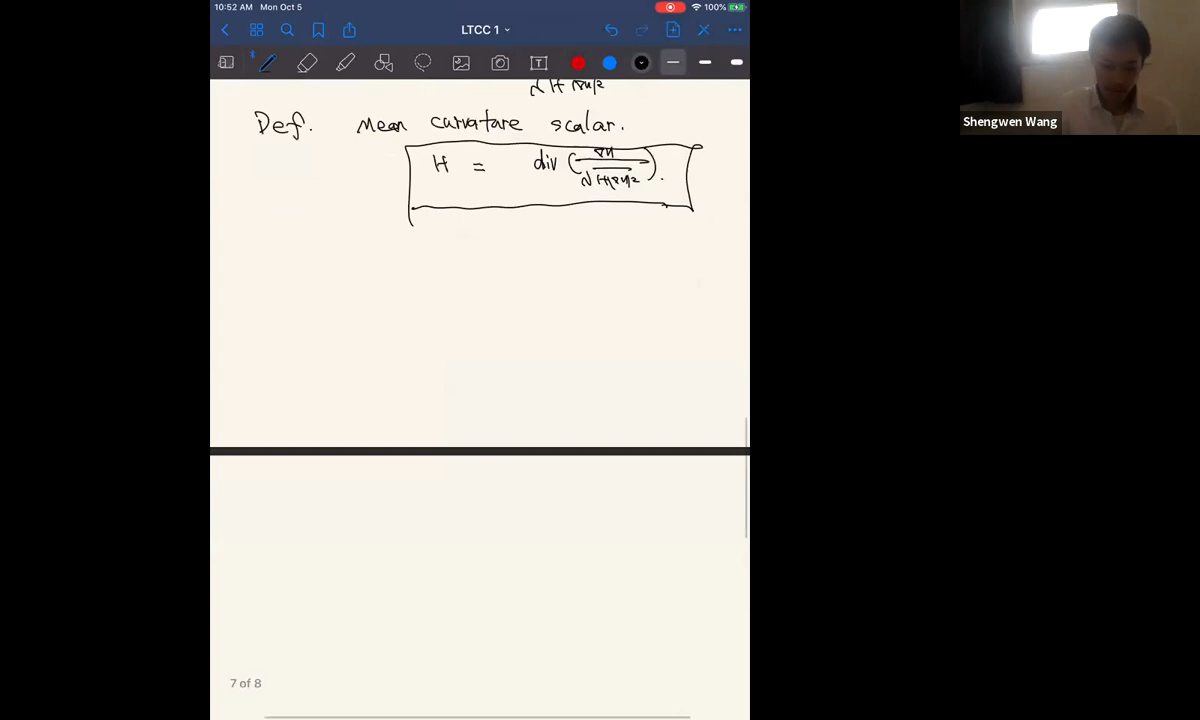 10:52 AM Mon Oct 5
100%
LTCC 1
Def. Mean curvature scalar.
H = div ( ∇u / √1+|∇u|² ).
7 of 8
Shengwen Wang